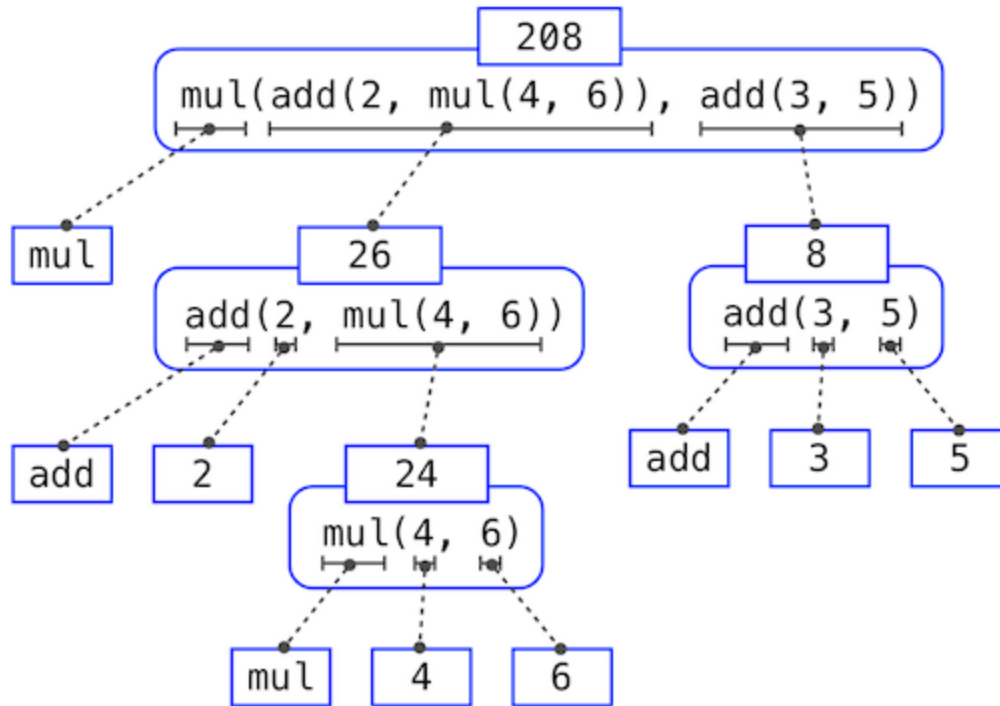 208
mul(add(2, mul(4, 6)), add(3, 5))
mul
26
8
add(2, mul(4, 6))
add(3, 5)
add
2
24
add
3
5
mul(4, 6)
mul
4
6